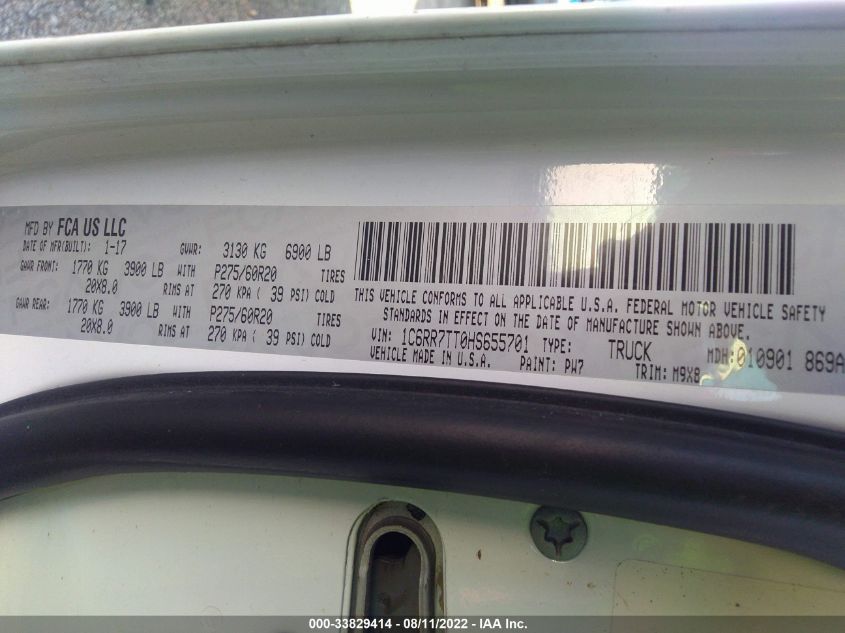 MFD BY FCA US LLC
DATE OF MFR(BUILT): 1-17 GVWR: 3130 KG 6900 LB
GAWR FRONT: 1770 KG 3900 LB WITH P275/60R20 TIRES
20X8.0 RIMS AT 270 KPA ( 39 PSI) COLD
GAWR REAR: 1770 KG 3900 LB WITH P275/60R20 TIRES
20X8.0 RIMS AT 270 KPA ( 39 PSI) COLD
THIS VEHICLE CONFORMS TO ALL APPLICABLE U.S.A. FEDERAL MOTOR VEHICLE SAFETY
STANDARDS IN EFFECT ON THE DATE OF MANUFACTURE SHOWN ABOVE.
VIN: 1C6RR7TT0HS655701 TYPE: TRUCK MDH: 010901 869A
VEHICLE MADE IN U.S.A. PAINT: PW7 TRIM: M9X8
000-33829414 - 08/11/2022 - IAA Inc.